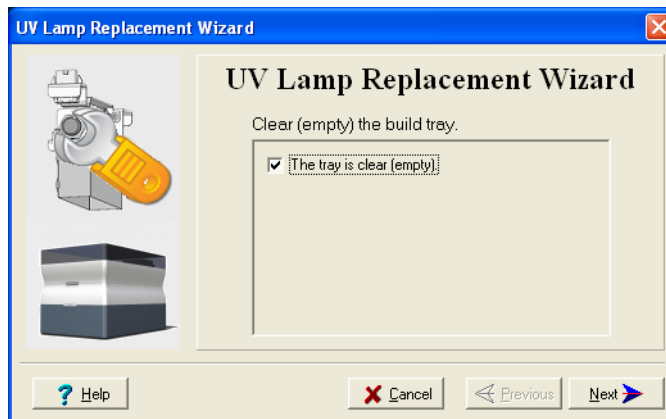 UV Lamp Replacement Wizard
UV Lamp Replacement Wizard
Clear (empty) the build tray.
The tray is clear (empty).
Help
Cancel
Previous
Next